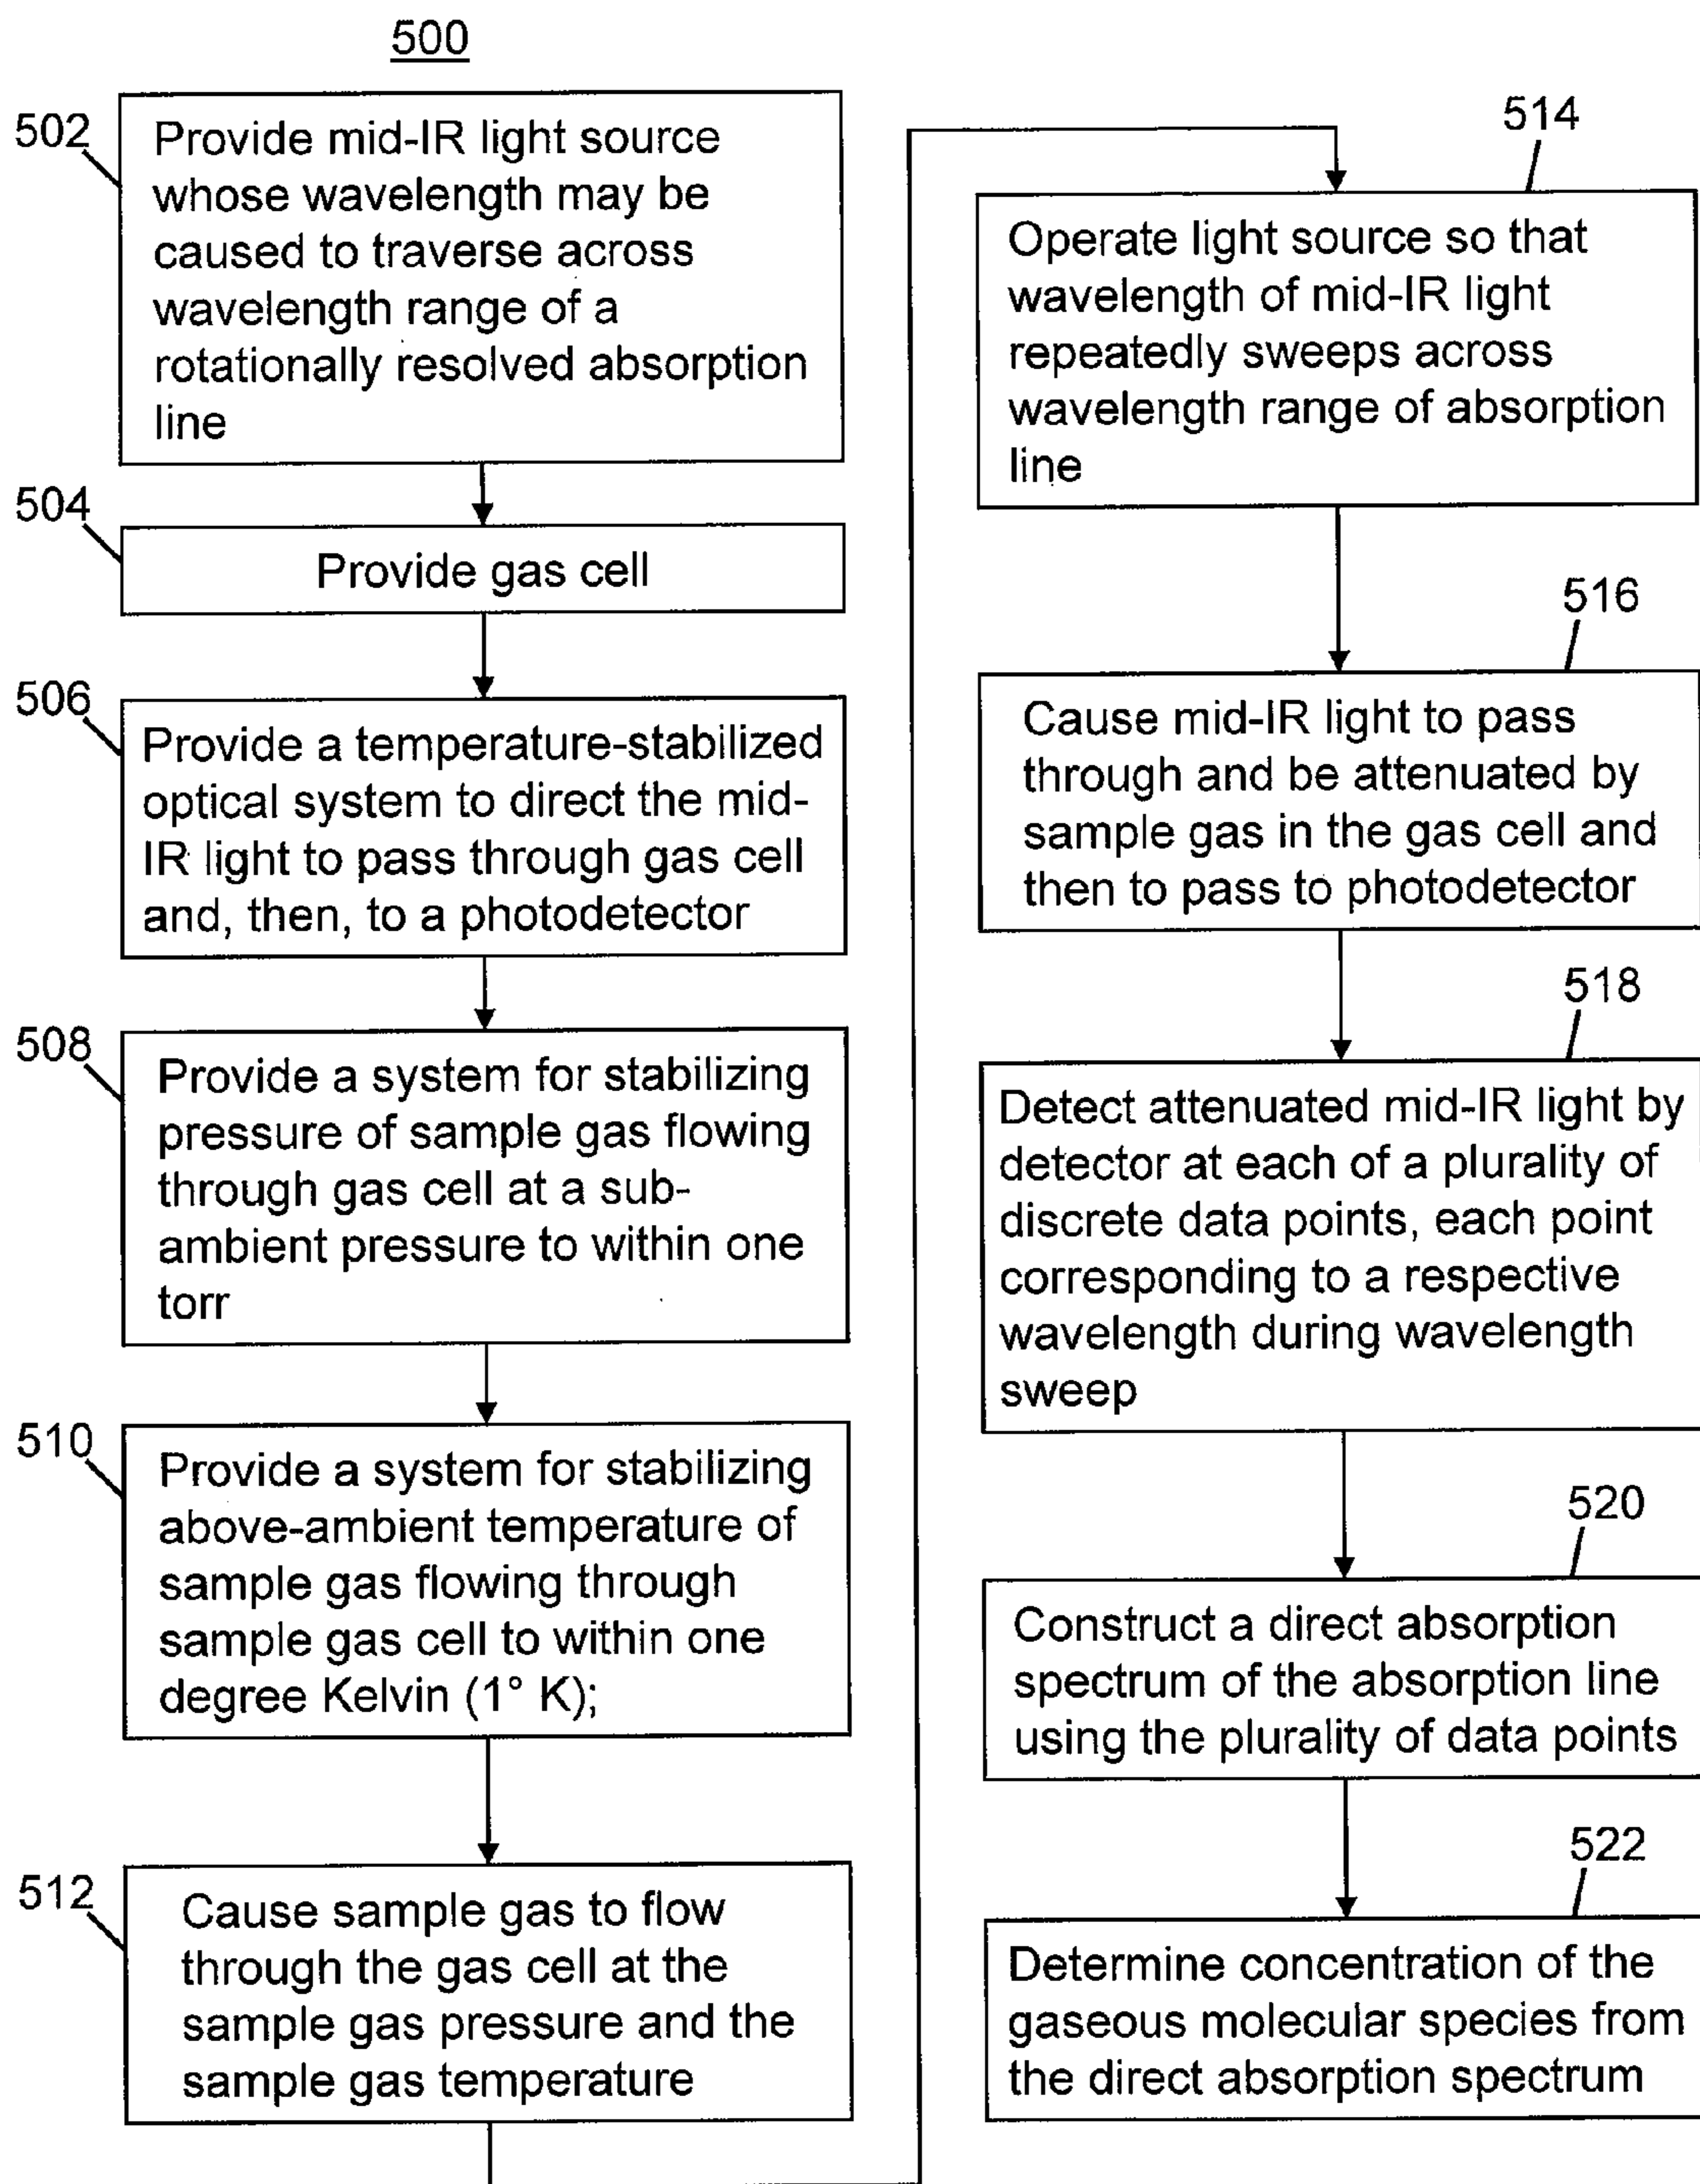 500
502
Provide mid-IR light source
whose wavelength may be
caused to traverse across
wavelength range of a
rotationally resolved absorption
line
504
Provide gas cell
506
Provide a temperature-stabilized
optical system to direct the mid-
IR light to pass through gas cell
and, then, to a photodetector
508
Provide a system for stabilizing
pressure of sample gas flowing
through gas cell at a sub-
ambient pressure to within one
torr
510
Provide a system for stabilizing
above-ambient temperature of
sample gas flowing through
sample gas cell to within one
degree Kelvin (1° K);
512
Cause sample gas to flow
through the gas cell at the
sample gas pressure and the
sample gas temperature
514
Operate light source so that
wavelength of mid-IR light
repeatedly sweeps across
wavelength range of absorption
line
516
Cause mid-IR light to pass
through and be attenuated by
sample gas in the gas cell and
then to pass to photodetector
518
Detect attenuated mid-IR light by
detector at each of a plurality of
discrete data points, each point
corresponding to a respective
wavelength during wavelength
sweep
520
Construct a direct absorption
spectrum of the absorption line
using the plurality of data points
522
Determine concentration of the
gaseous molecular species from
the direct absorption spectrum